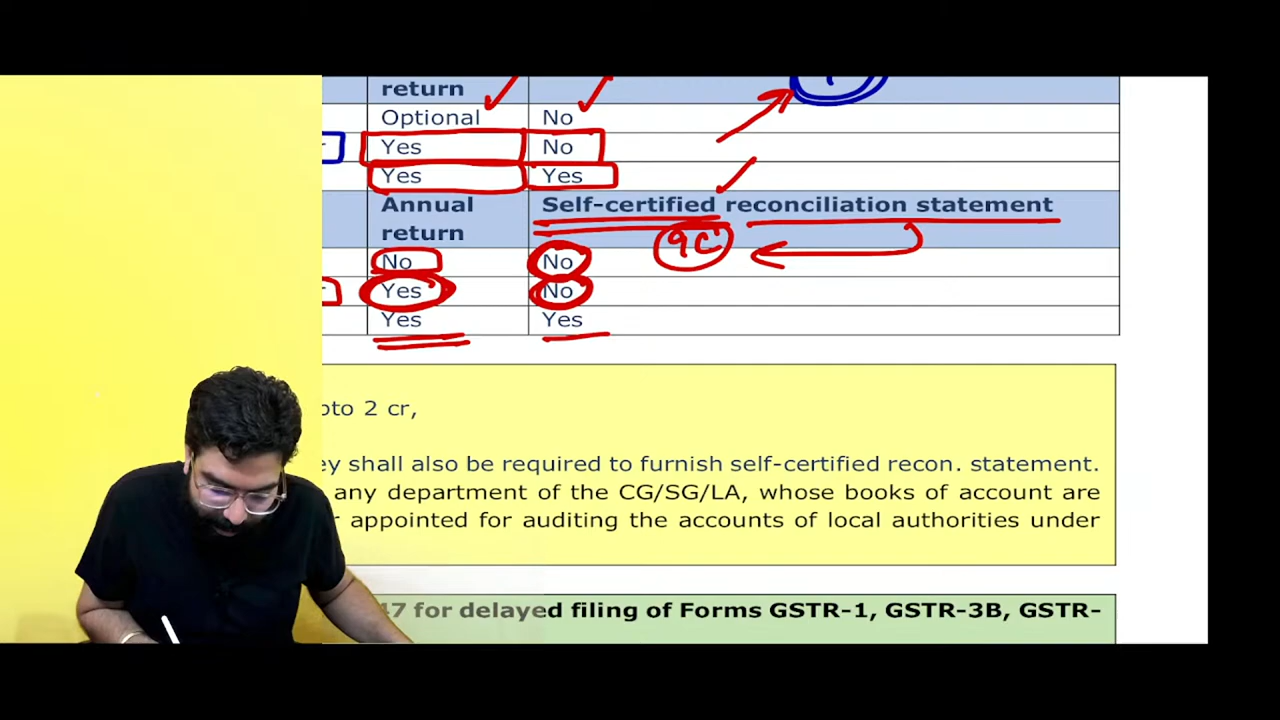 return
Optional No
Yes No
Yes Yes
Annual Self-certified reconciliation statement
return
9C
No No
Yes No
Yes Yes
2 cr,
shall also be required to furnish self-certified recon. statement.
any department of the CG/SG/LA, whose books of account are
appointed for auditing the accounts of local authorities under
47 for delayed filing of Forms GSTR-1, GSTR-3B, GSTR-